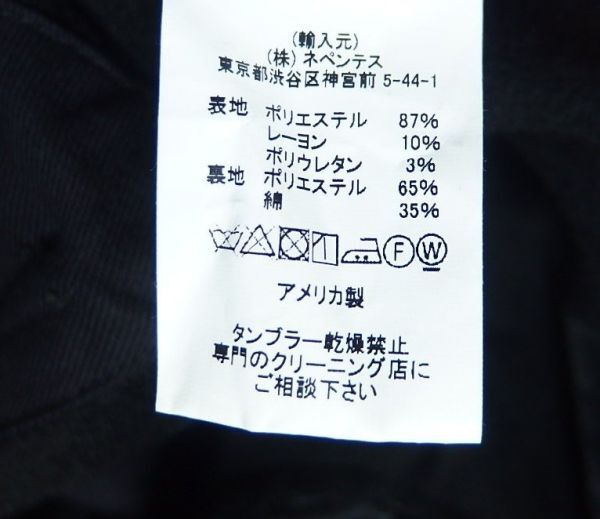 (輸入元)
(株) ネペンテス
東京都渋谷区神宮前 5-44-1
表地 ポリエステル 87%
レーヨン 10%
ポリウレタン 3%
裏地 ポリエステル 65%
綿 35%
F W
アメリカ製
タンブラー乾燥禁止
専門のクリーニング店に
ご相談下さい